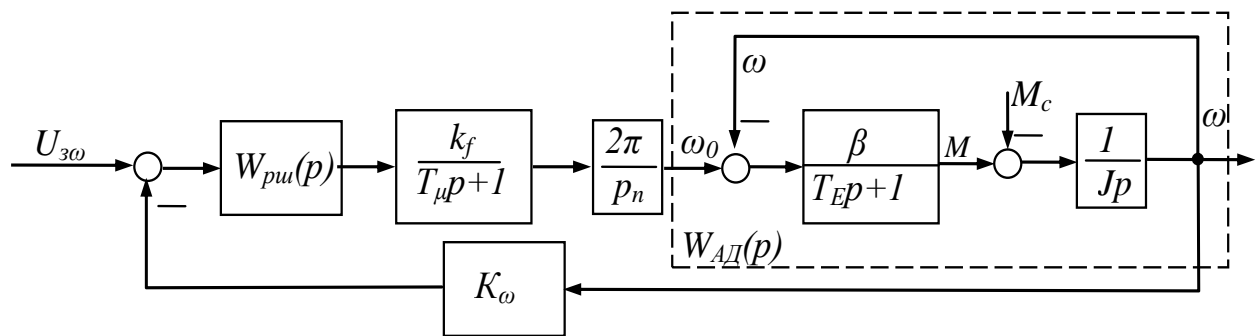 ω
M_c
ω
U_зω
W_рш(p)
k_f
T_μp+1
2π
p_n
ω_0
β
T_Ep+1
M
1
Jp
W_АД(p)
K_ω